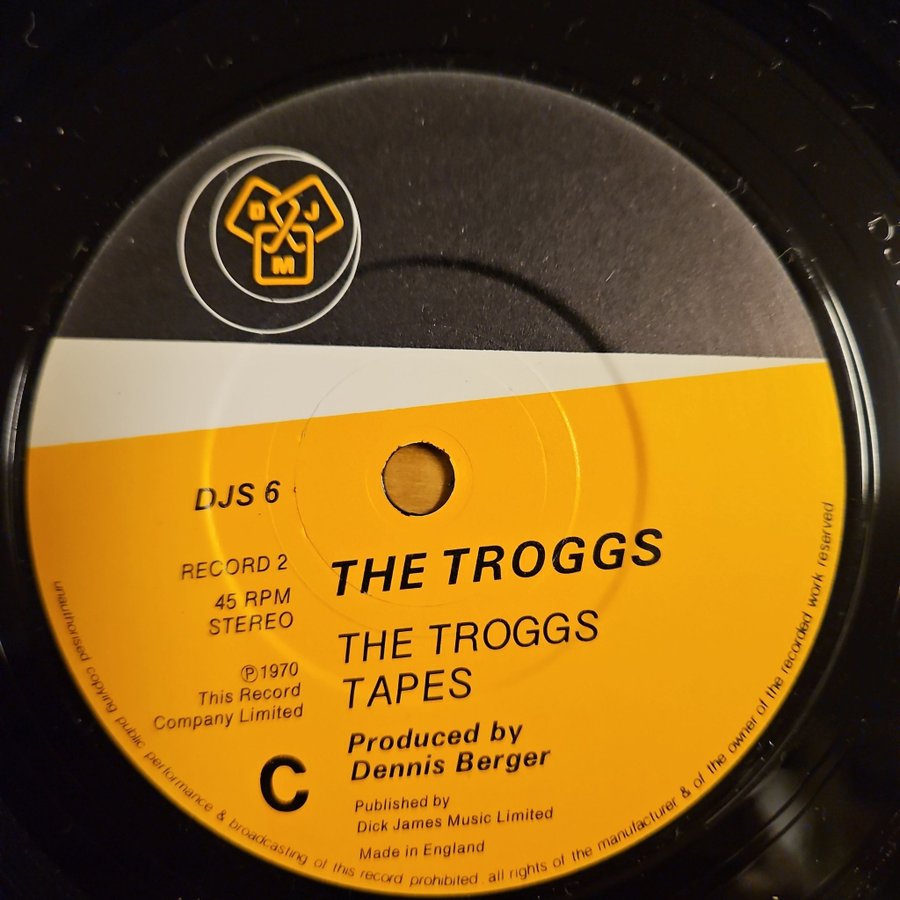 D J
M
DJS 6
RECORD 2
45 RPM
STEREO
℗1970
This Record
Company Limited
C
THE TROGGS
THE TROGGS
TAPES
Produced by
Dennis Berger
Published by
Dick James Music Limited
Made in England
unauthorised copying public performance & broadcasting of this record prohibited. all rights of the manufacturer & of the owner of the recorded work reserved